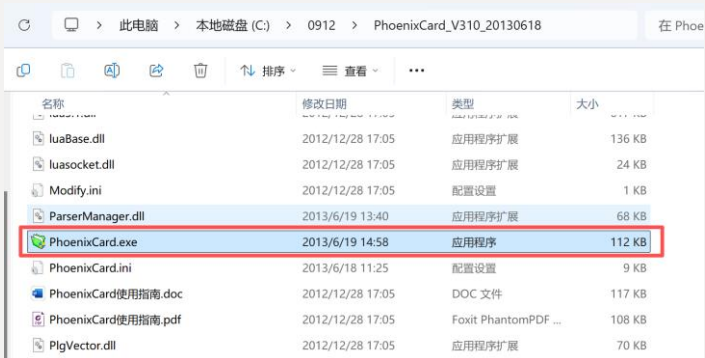 此电脑 > 本地磁盘 (C:) > 0912 > PhoenixCard_V310_20130618 在 Phoe
排序 查看 ...
名称 修改日期 类型 大小
luaBase.dll 2012/12/28 17:05 应用程序扩展 136 KB
luasocket.dll 2012/12/28 17:05 应用程序扩展 24 KB
Modify.ini 2012/12/28 17:05 配置设置 1 KB
ParserManager.dll 2013/6/19 13:40 应用程序扩展 68 KB
PhoenixCard.exe 2013/6/19 14:58 应用程序 112 KB
PhoenixCard.ini 2013/6/18 11:25 配置设置 9 KB
PhoenixCard使用指南.doc 2012/12/28 17:05 DOC 文件 117 KB
PhoenixCard使用指南.pdf 2012/12/28 17:05 Foxit PhantomPDF ... 108 KB
PlgVector.dll 2012/12/28 17:05 应用程序扩展 70 KB